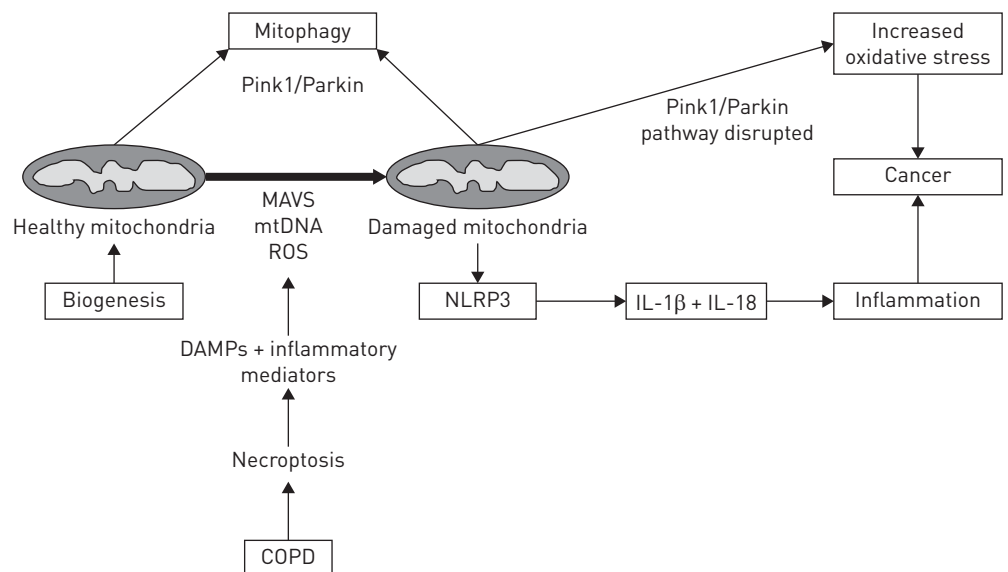 Mitophagy
Increased
oxidative stress
Pink1/Parkin
Pink1/Parkin
pathway disrupted
Cancer
MAVS
mtDNA
ROS
Healthy mitochondria
Damaged mitochondria
Biogenesis
NLRP3
IL-1β + IL-18
Inflammation
DAMPs + inflammatory
mediators
Necroptosis
COPD